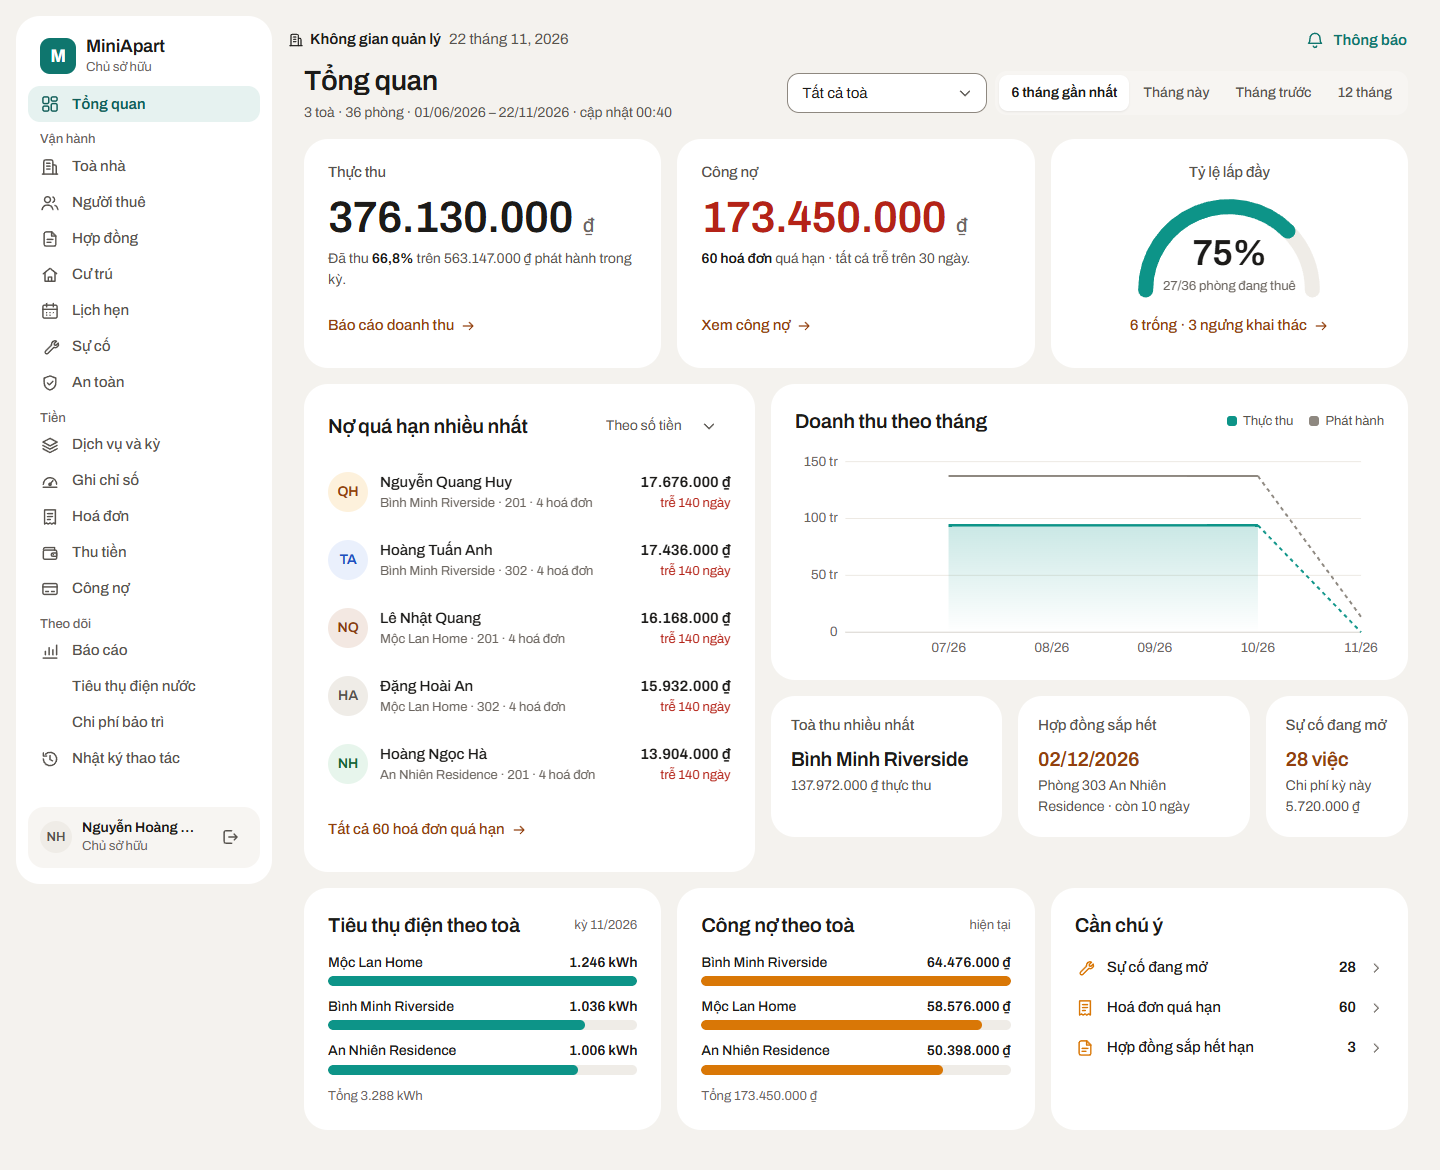 M
MiniApart
Chủ sở hữu
Tổng quan
Vận hành
Toà nhà
Người thuê
Hợp đồng
Cư trú
Lịch hẹn
Sự cố
An toàn
Tiền
Dịch vụ và kỳ
Ghi chỉ số
Hoá đơn
Thu tiền
Công nợ
Theo dõi
Báo cáo
Tiêu thụ điện nước
Chi phí bảo trì
Nhật ký thao tác
NH
Nguyễn Hoàng ...
Chủ sở hữu
Không gian quản lý 22 tháng 11, 2026
Thông báo
Tổng quan
3 toà · 36 phòng · 01/06/2026 – 22/11/2026 · cập nhật 00:40
Tất cả toà
6 tháng gần nhất Tháng này Tháng trước 12 tháng
Thực thu
376.130.000 ₫
Đã thu 66,8% trên 563.147.000 ₫ phát hành trong
kỳ.
Báo cáo doanh thu →
Công nợ
173.450.000 ₫
60 hoá đơn quá hạn · tất cả trễ trên 30 ngày.
Xem công nợ →
Tỷ lệ lấp đầy
75%
27/36 phòng đang thuê
6 trống · 3 ngưng khai thác →
Nợ quá hạn nhiều nhất
Theo số tiền
QH
Nguyễn Quang Huy
17.676.000 ₫
Bình Minh Riverside · 201 · 4 hoá đơn
trễ 140 ngày
TA
Hoàng Tuấn Anh
17.436.000 ₫
Bình Minh Riverside · 302 · 4 hoá đơn
trễ 140 ngày
NQ
Lê Nhật Quang
16.168.000 ₫
Mộc Lan Home · 201 · 4 hoá đơn
trễ 140 ngày
HA
Đặng Hoài An
15.932.000 ₫
Mộc Lan Home · 302 · 4 hoá đơn
trễ 140 ngày
NH
Hoàng Ngọc Hà
13.904.000 ₫
An Nhiên Residence · 201 · 4 hoá đơn
trễ 140 ngày
Tất cả 60 hoá đơn quá hạn →
Doanh thu theo tháng
Thực thu Phát hành
150 tr
100 tr
50 tr
0
07/26 08/26 09/26 10/26 11/26
Toà thu nhiều nhất
Bình Minh Riverside
137.972.000 ₫ thực thu
Hợp đồng sắp hết
02/12/2026
Phòng 303 An Nhiên
Residence · còn 10 ngày
Sự cố đang mở
28 việc
Chi phí kỳ này
5.720.000 ₫
Tiêu thụ điện theo toà
kỳ 11/2026
Mộc Lan Home 1.246 kWh
Bình Minh Riverside 1.036 kWh
An Nhiên Residence 1.006 kWh
Tổng 3.288 kWh
Công nợ theo toà
hiện tại
Bình Minh Riverside 64.476.000 ₫
Mộc Lan Home 58.576.000 ₫
An Nhiên Residence 50.398.000 ₫
Tổng 173.450.000 ₫
Cần chú ý
Sự cố đang mở 28
Hoá đơn quá hạn 60
Hợp đồng sắp hết hạn 3